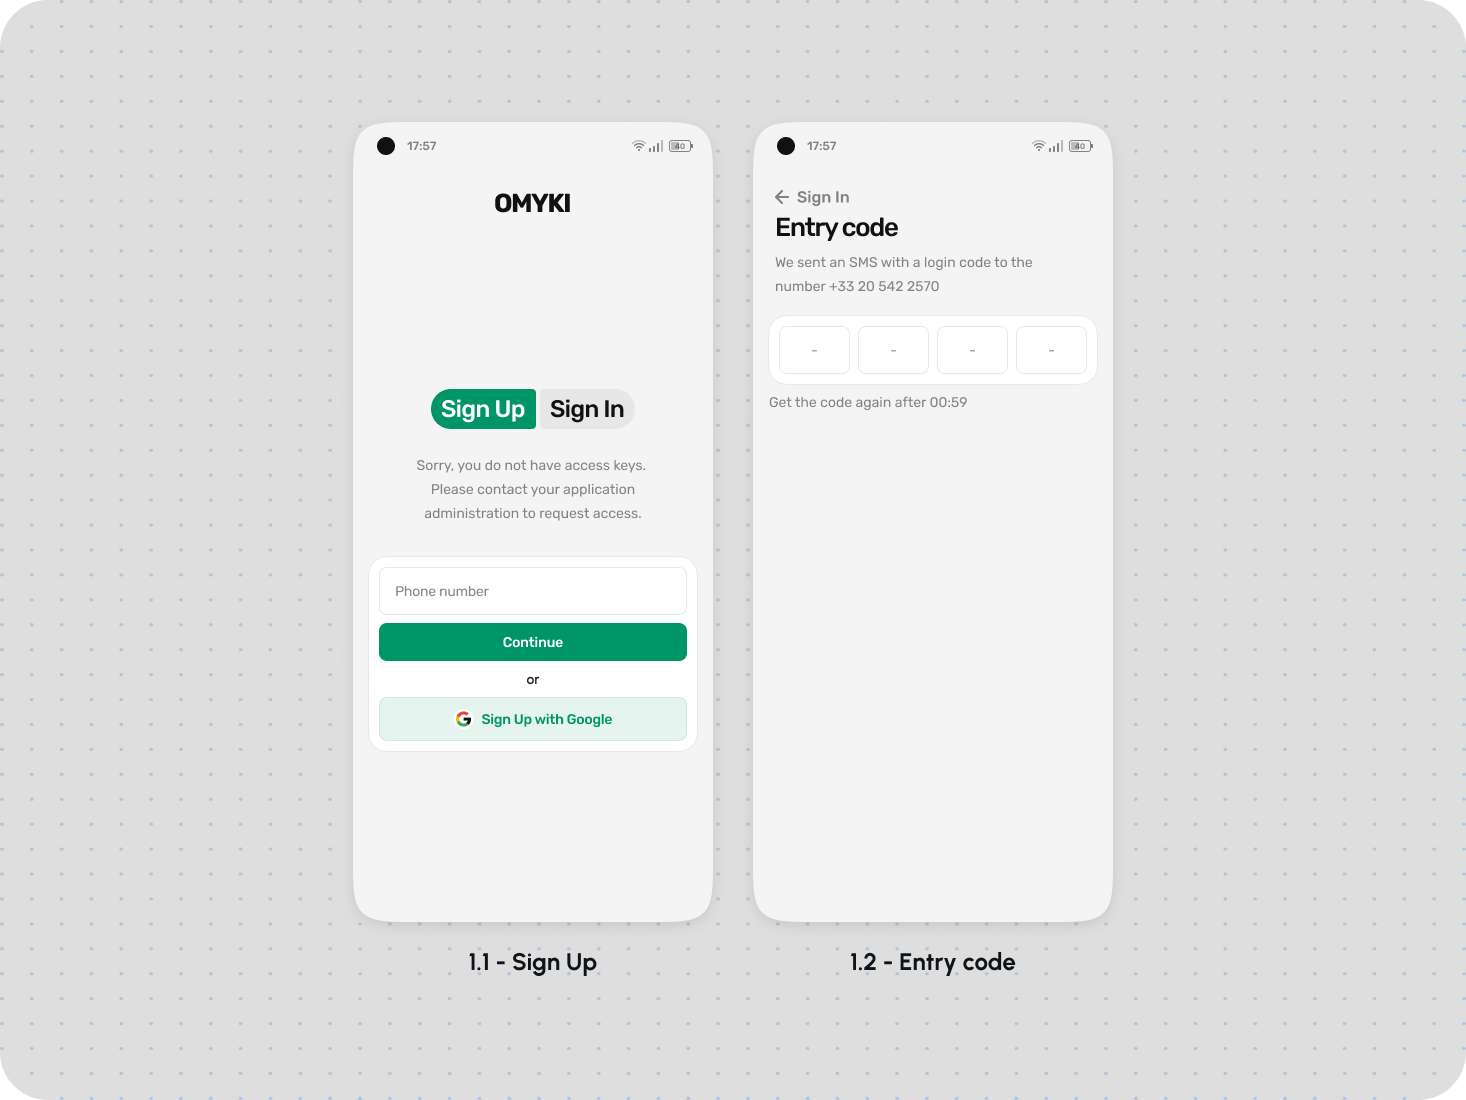 17:57
40
OMYKI
Sign Up
Sign In
Sorry, you do not have access keys.
Please contact your application
administration to request access.
Phone number
Continue
or
Sign Up with Google
1.1 - Sign Up
17:57
40
Sign In
Entry code
We sent an SMS with a login code to the
number +33 20 542 2570
- - - -
Get the code again after 00:59
1.2 - Entry code